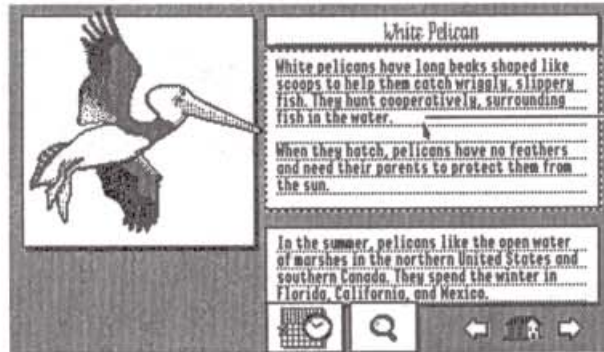 White Pelican
White pelicans have long beaks shaped like
scoops to help them catch wriggly, slippery
fish. They hunt cooperatively, surrounding
fish in the water.
When they hatch, pelicans have no feathers
and need their parents to protect them from
the sun.
In the summer, pelicans like the open water
of marshes in the northern United States and
southern Canada. They spend the winter in
Florida, California, and Mexico.